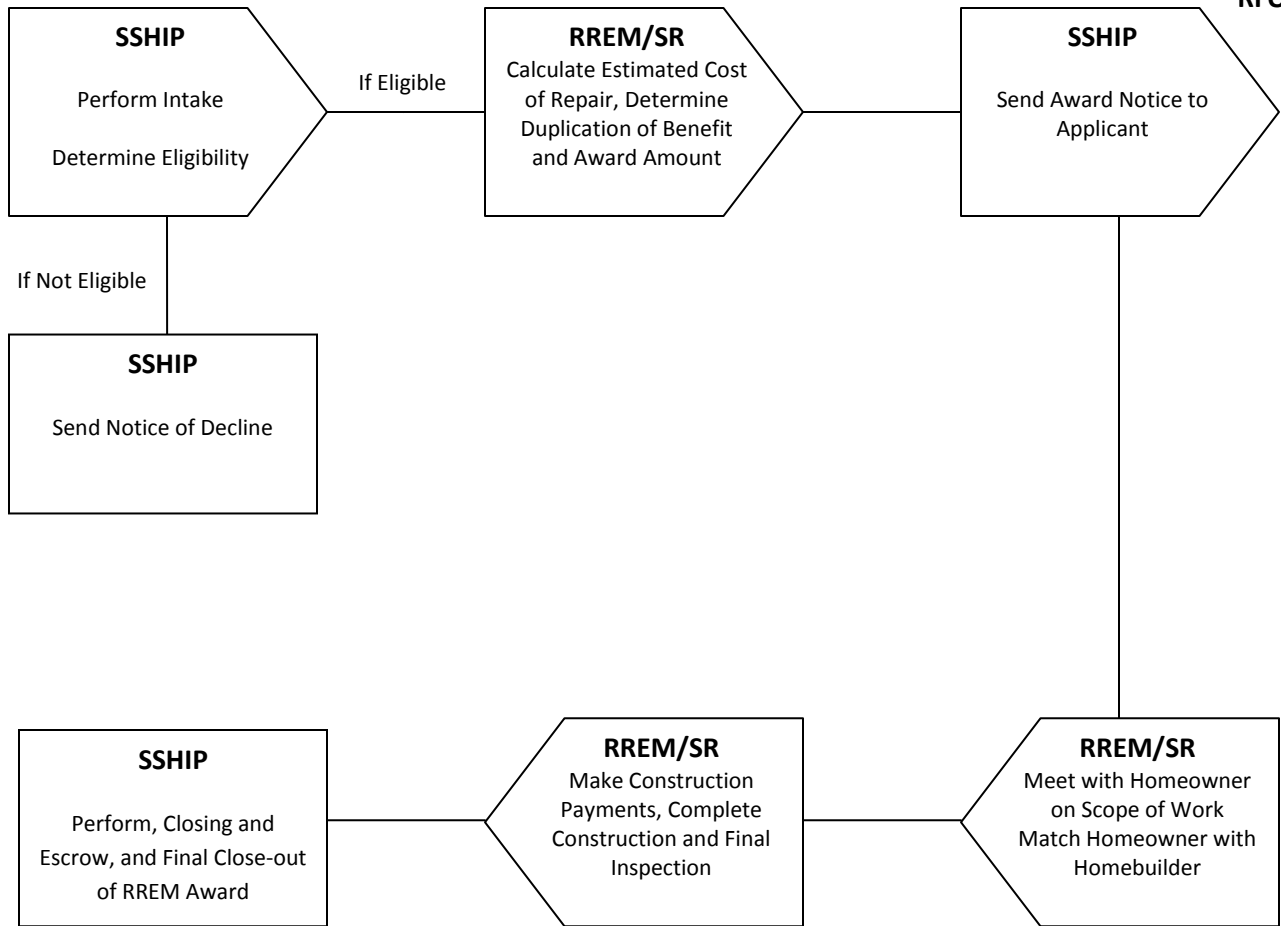 SSHIP
Perform Intake
Determine Eligibility
If Eligible
RREM/SR
Calculate Estimated Cost
of Repair, Determine
Duplication of Benefit
and Award Amount
SSHIP
Send Award Notice to
Applicant
If Not Eligible
SSHIP
Send Notice of Decline
RREM/SR
Meet with Homeowner
on Scope of Work
Match Homeowner with
Homebuilder
RREM/SR
Make Construction
Payments, Complete
Construction and Final
Inspection
SSHIP
Perform, Closing and
Escrow, and Final Close-out
of RREM Award